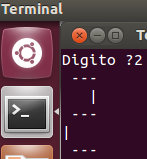 Terminal
Te
Digito ?2
 ---
   |
 ---
|
 ---